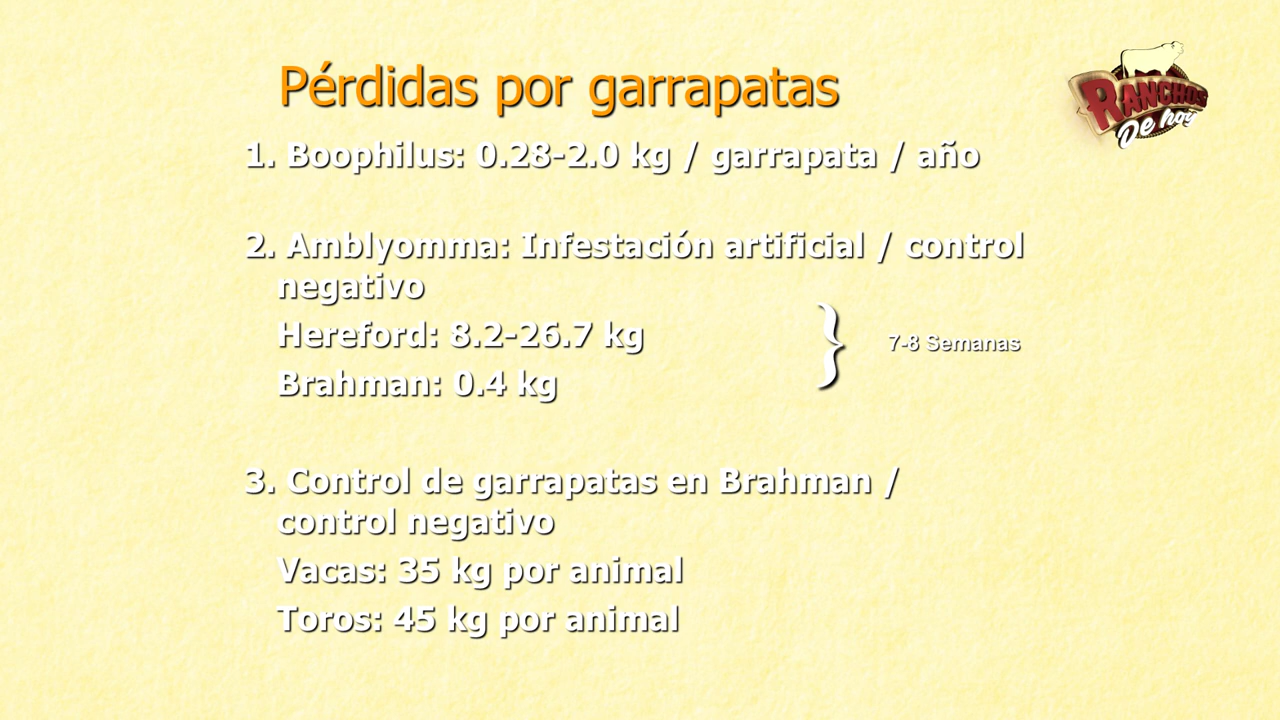 Pérdidas por garrapatas
RANCHOS
De hoy
1. Boophilus: 0.28-2.0 kg / garrapata / año
2. Amblyomma: Infestación artificial / control
negativo
Hereford: 8.2-26.7 kg
} 7-8 Semanas
Brahman: 0.4 kg
3. Control de garrapatas en Brahman /
control negativo
Vacas: 35 kg por animal
Toros: 45 kg por animal